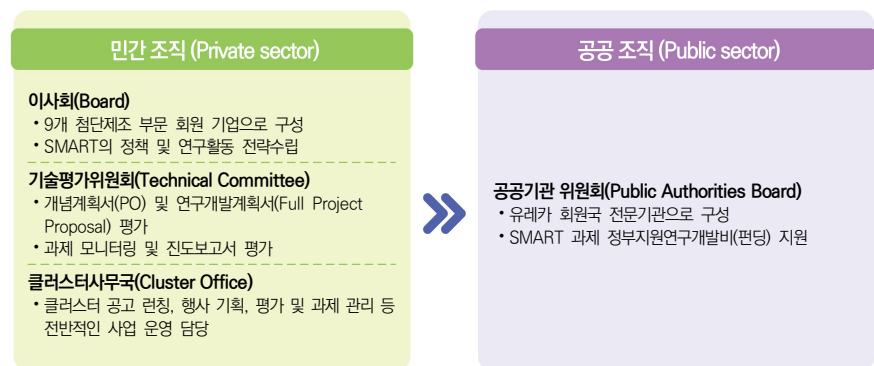 민간 조직 (Private sector)
이사회(Board)
• 9개 첨단제조 부문 회원 기업으로 구성
• SMART의 정책 및 연구활동 전략수립
기술평가위원회(Technical Committee)
• 개념계획서(PO) 및 연구개발계획서(Full Project
Proposal) 평가
• 과제 모니터링 및 진도보고서 평가
클러스터사무국(Cluster Office)
• 클러스터 공고 런칭, 행사 기획, 평가 및 과제 관리 등
전반적인 사업 운영 담당
공공 조직 (Public sector)
공공기관 위원회(Public Authorities Board)
• 유레카 회원국 전문기관으로 구성
• SMART 과제 정부지원연구개발비(펀딩) 지원